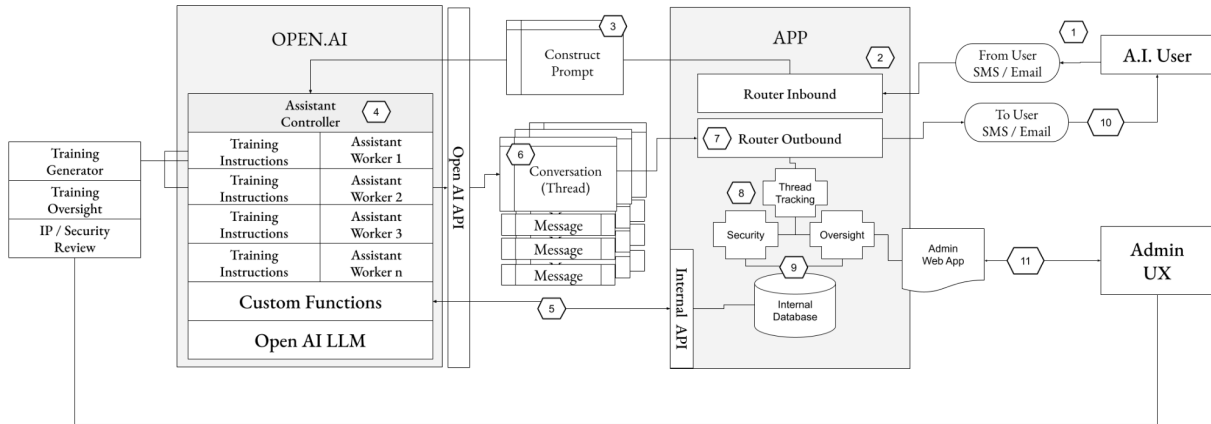 OPEN.AI
Assistant
Controller
4
Training
Instructions
Assistant
Worker 1
Training
Instructions
Assistant
Worker 2
Training
Instructions
Assistant
Worker 3
Training
Instructions
Assistant
Worker n
Custom Functions
Open AI LLM
Training
Generator
Training
Oversight
IP / Security
Review
Open AI API
3
Construct
Prompt
6
Conversation
(Thread)
Message
Message
Message
5
APP
2
Router Inbound
7
Router Outbound
8
Thread
Tracking
Security
Oversight
9
Internal
Database
Internal API
Admin
Web App
1
From User
SMS / Email
A.I. User
To User
SMS / Email
10
11
Admin
UX